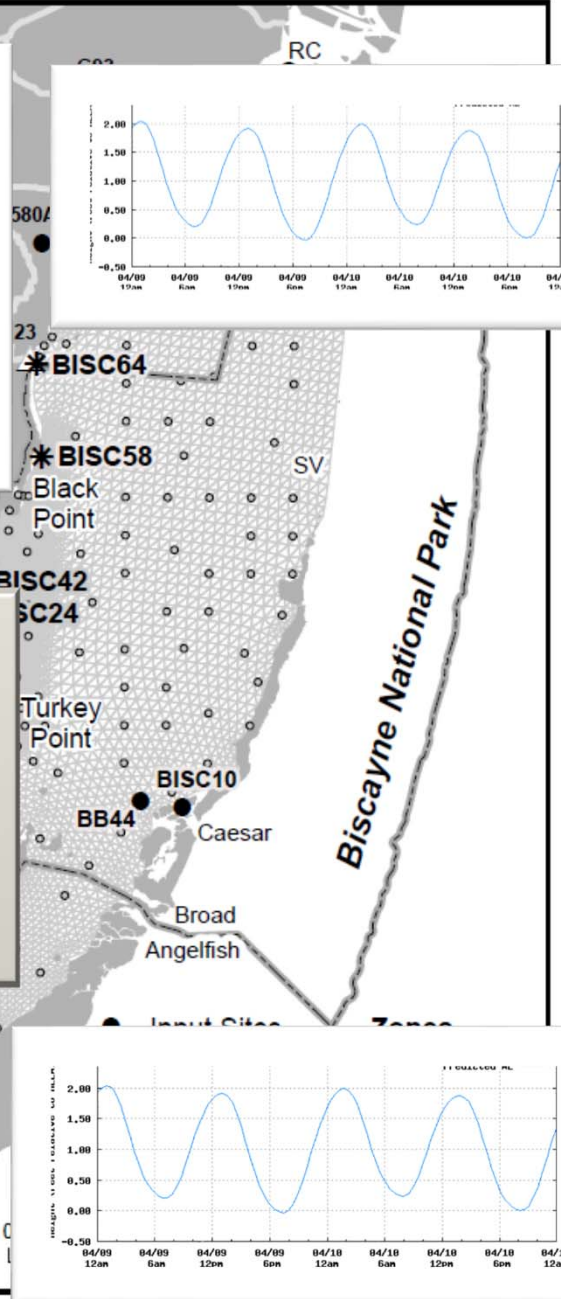 RC
2.00
1.50
1.00
0.50
0.00
-0.50
04/09 04/09 04/09 04/09 04/10 04/10 04/10 04/10
12am 6am 12pm 6pm 12am 6am 12pm 6pm
580A
23
BISC64
BISC58
SV
Black
Point
BISC42
SC24
Biscayne National Park
Turkey
Point
BISC10
BB44
Caesar
Broad
Angelfish
Input Sites Zones
Predicted WL
2.00
1.50
1.00
0.50
0.00
-0.50
04/09 04/09 04/09 04/09 04/10 04/10 04/10 04/10
12am 6am 12pm 6pm 12am 6am 12pm 6pm